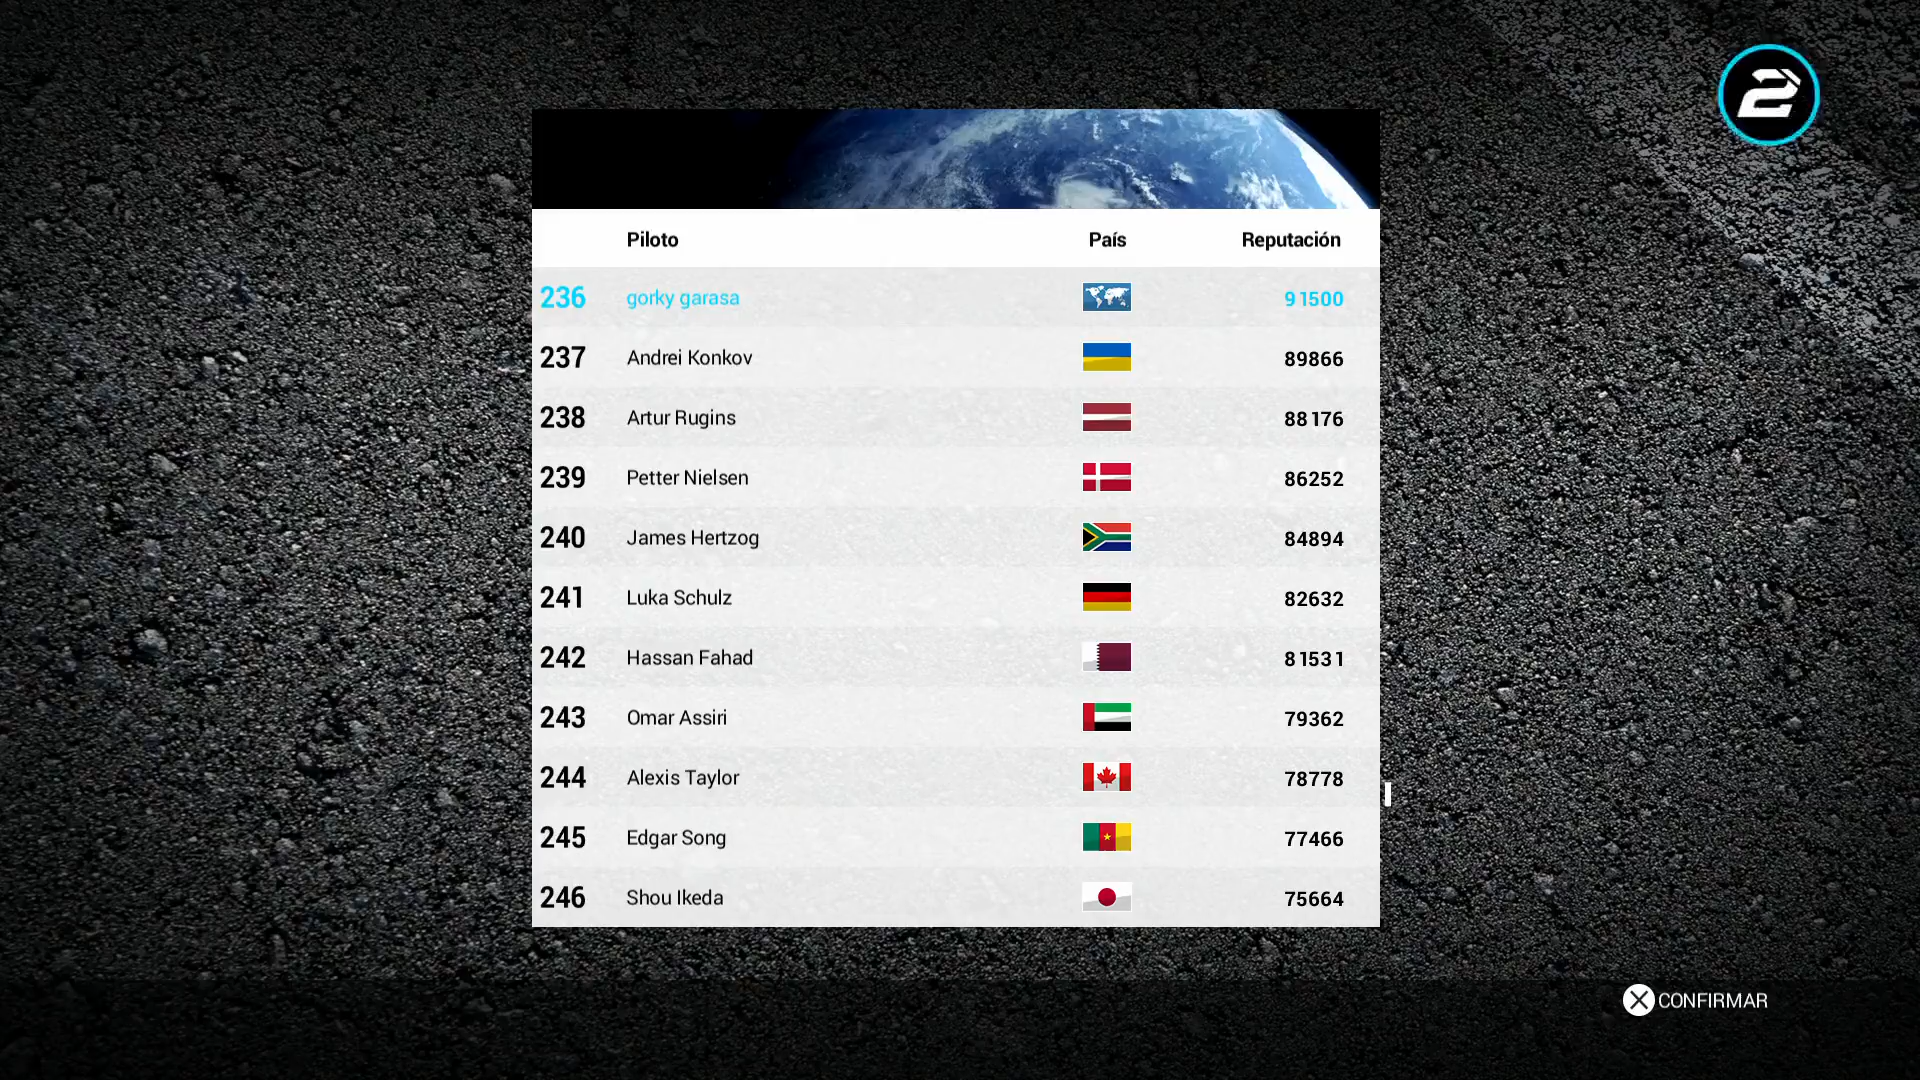 2
Piloto País Reputación
236 gorky garasa 91500
237 Andrei Konkov 89866
238 Artur Rugins 88176
239 Petter Nielsen 86252
240 James Hertzog 84894
241 Luka Schulz 82632
242 Hassan Fahad 81531
243 Omar Assiri 79362
244 Alexis Taylor 78778
245 Edgar Song 77466
246 Shou Ikeda 75664
CONFIRMAR